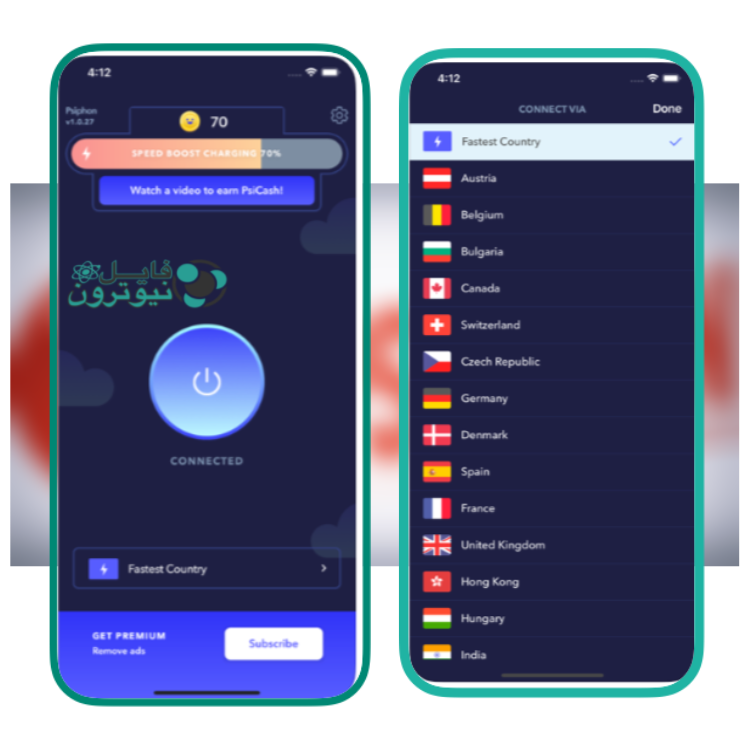 4:12
Psiphon
v1.0.27
70
SPEED BOOST CHARGING 70%
Watch a video to earn PsiCash!
فايل
نيوترون
CONNECTED
Fastest Country
GET PREMIUM
Remove ads
Subscribe
4:12
CONNECT VIA
Done
Fastest Country
Austria
Belgium
Bulgaria
Canada
Switzerland
Czech Republic
Germany
Denmark
Spain
France
United Kingdom
Hong Kong
Hungary
India